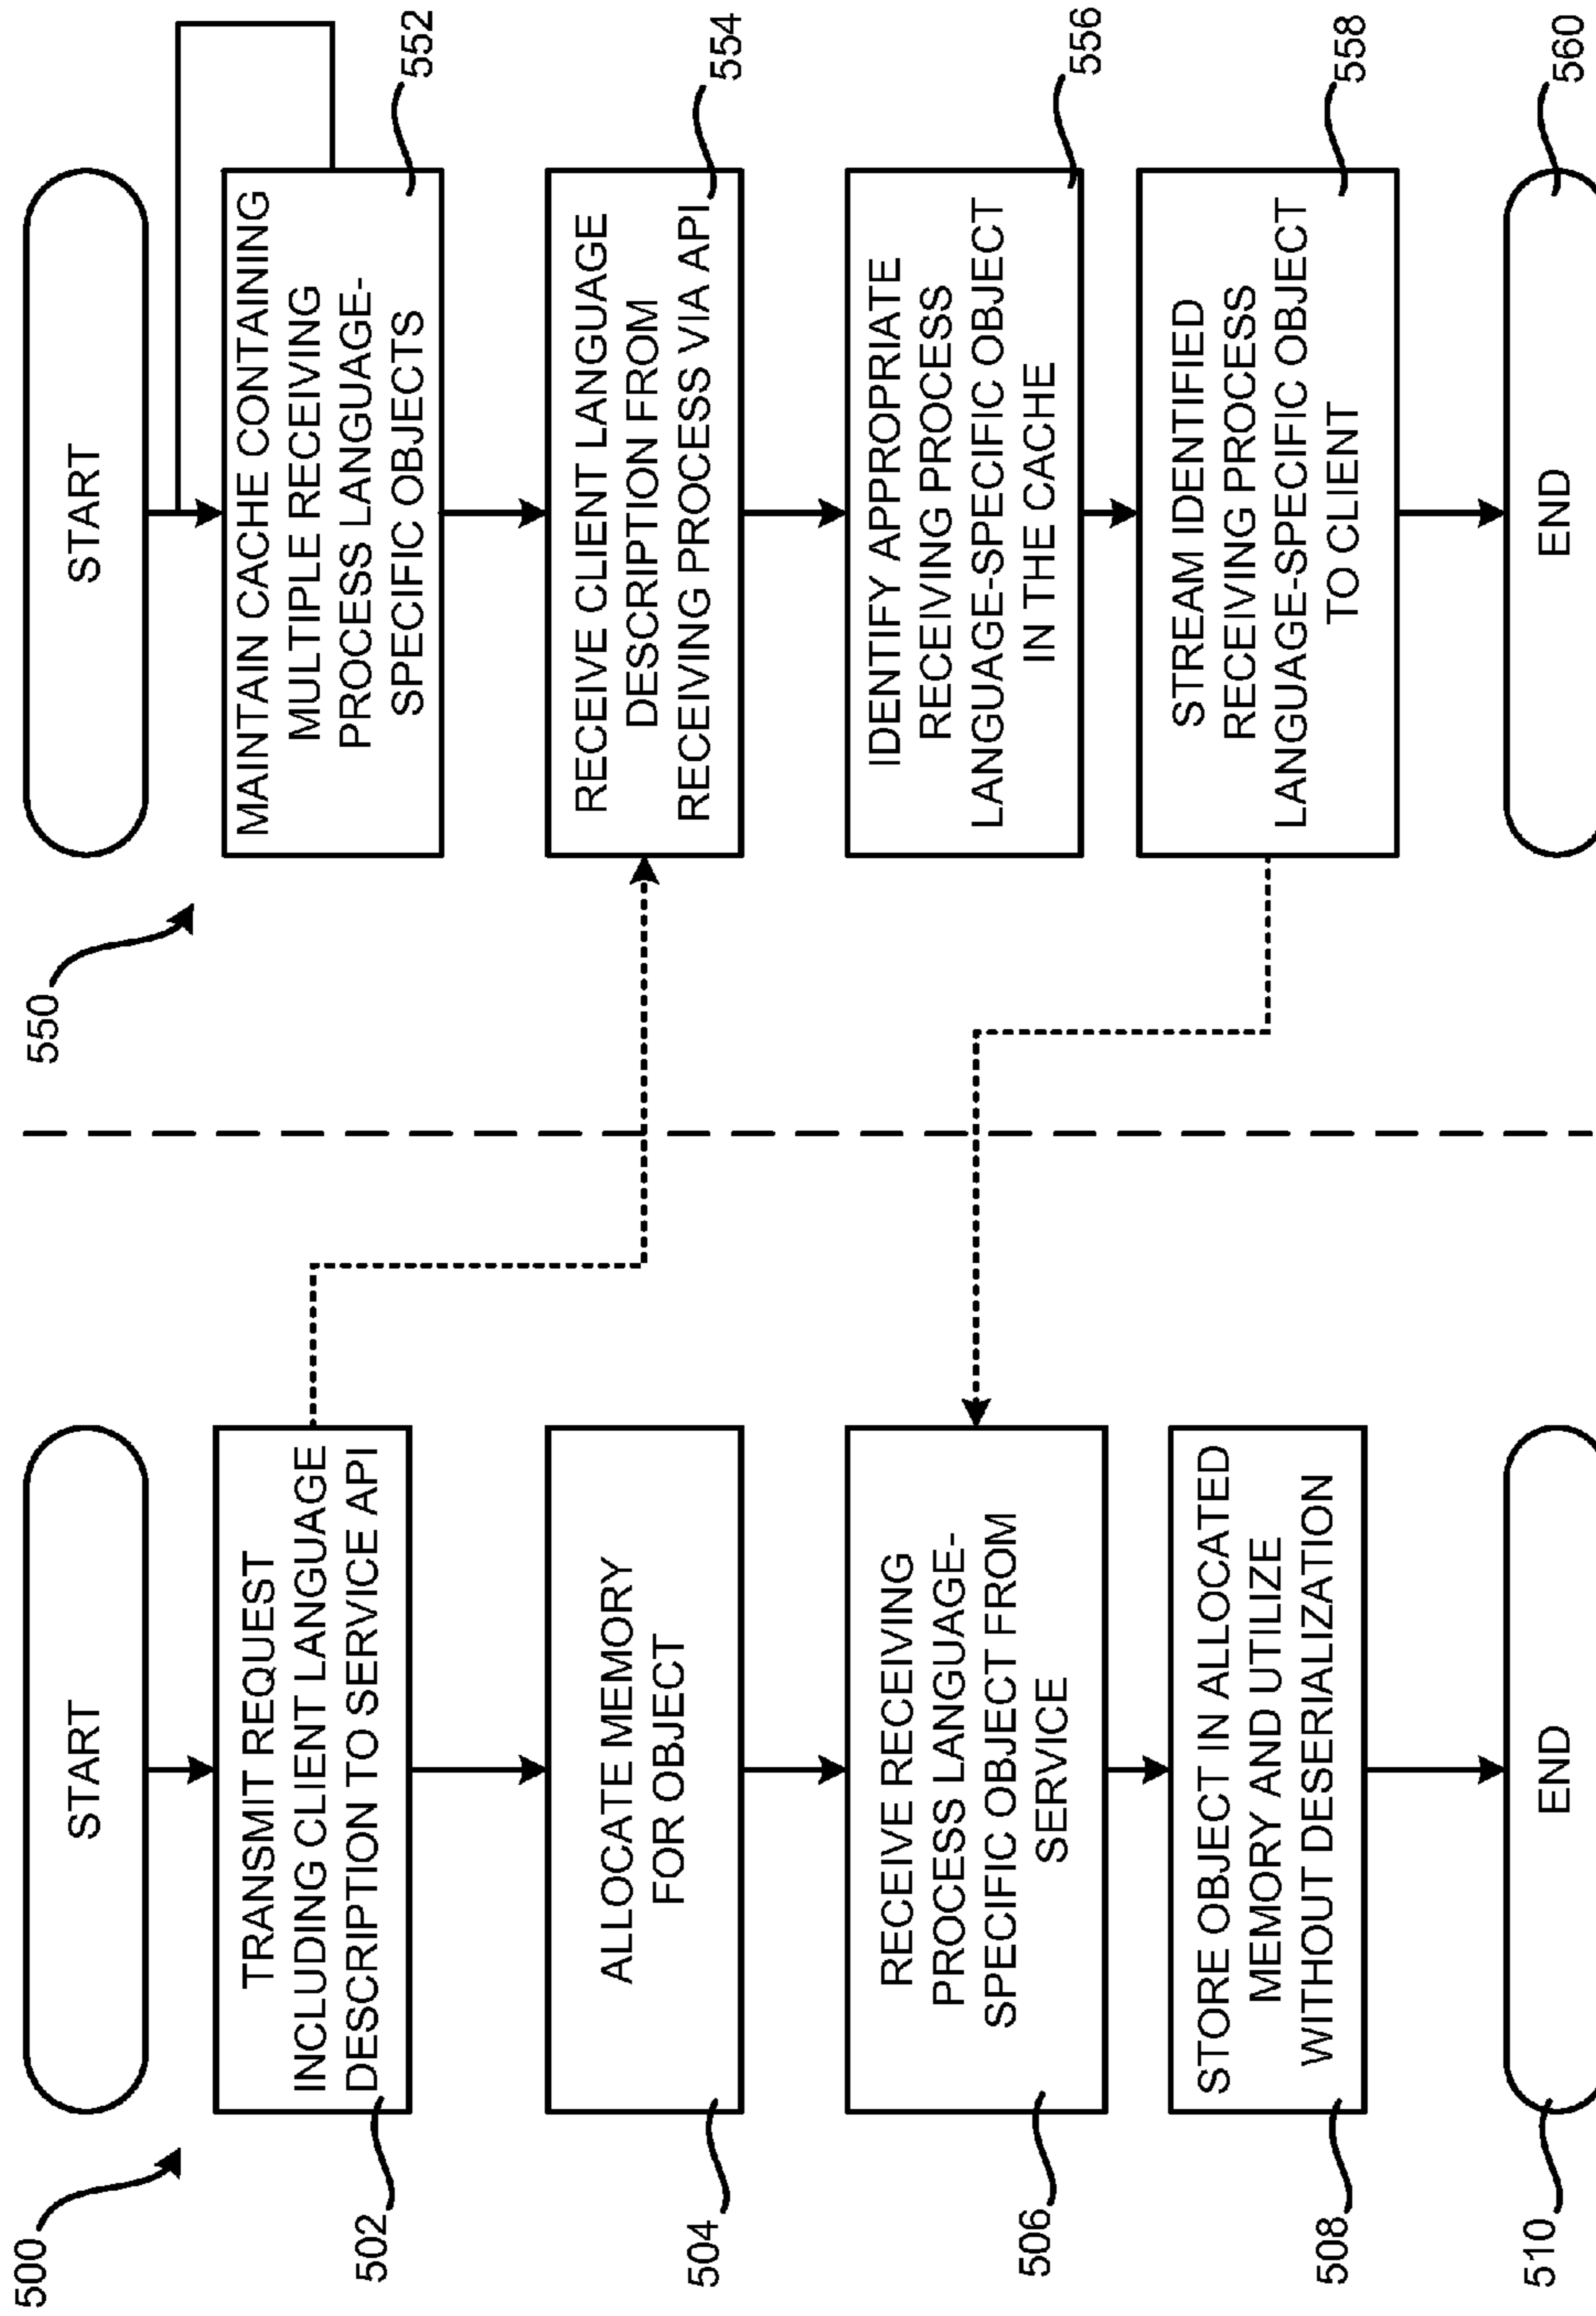 500
START
TRANSMIT REQUEST
INCLUDING CLIENT LANGUAGE
DESCRIPTION TO SERVICE API
502
ALLOCATE MEMORY
FOR OBJECT
504
RECEIVE RECEIVING
PROCESS LANGUAGE-
SPECIFIC OBJECT FROM
SERVICE
506
STORE OBJECT IN ALLOCATED
MEMORY AND UTILIZE
WITHOUT DESERIALIZATION
508
END
510
550
START
MAINTAIN CACHE CONTAINING
MULTIPLE RECEIVING
PROCESS LANGUAGE-
SPECIFIC OBJECTS
552
RECEIVE CLIENT LANGUAGE
DESCRIPTION FROM
RECEIVING PROCESS VIA API
554
IDENTIFY APPROPRIATE
RECEIVING PROCESS
LANGUAGE-SPECIFIC OBJECT
IN THE CACHE
556
STREAM IDENTIFIED
RECEIVING PROCESS
LANGUAGE-SPECIFIC OBJECT
TO CLIENT
558
END
560